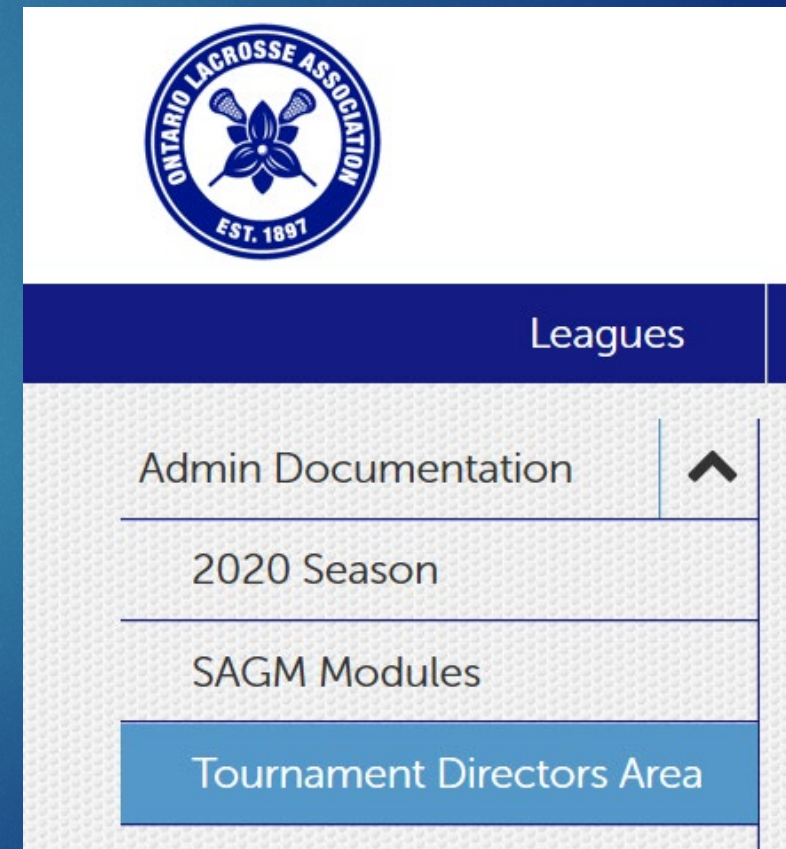 ONTARIO LACROSSE ASSOCIATION
EST. 1897
Leagues
Admin Documentation
2020 Season
SAGM Modules
Tournament Directors Area